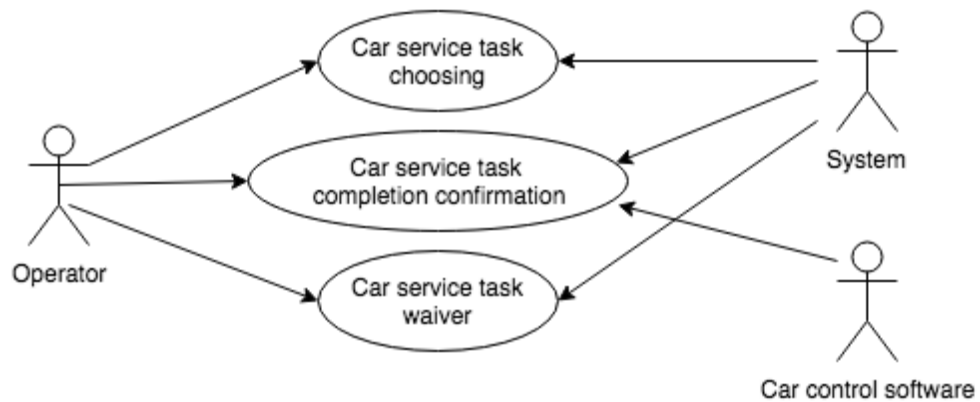 Car service task
choosing
System
Car service task
completion confirmation
Operator
Car service task
waiver
Car control software